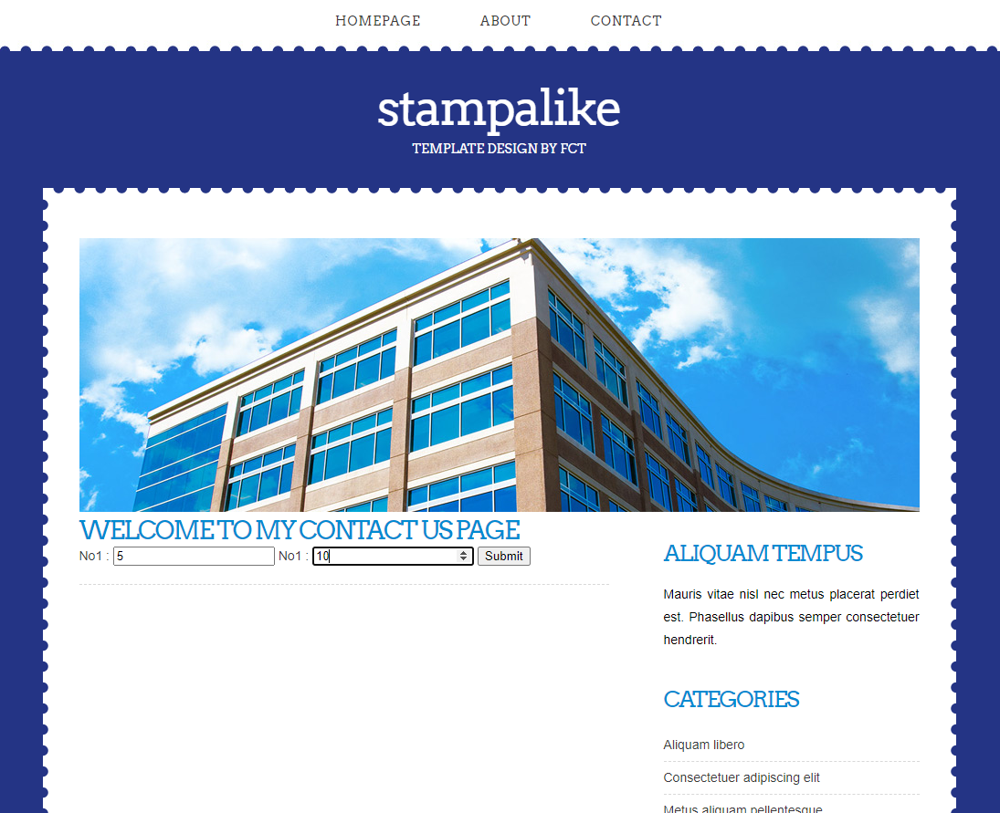 HOMEPAGE ABOUT CONTACT
stampalike
TEMPLATE DESIGN BY FCT
WELCOME TO MY CONTACT US PAGE
No1 : 5 No1 : 10 Submit
ALIQUAM TEMPUS
Mauris vitae nisl nec metus placerat perdiet
est. Phasellus dapibus semper consectetuer
hendrerit.
CATEGORIES
Aliquam libero
Consectetuer adipiscing elit
Metus aliquam pellentesque